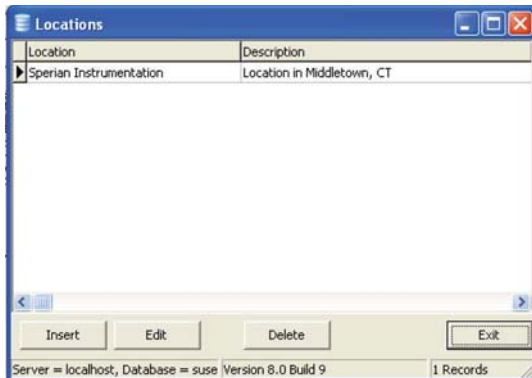 Locations
Location Description
Sperian Instrumentation Location in Middletown, CT
Insert Edit Delete Exit
Server = localhost, Database = suse Version 8.0 Build 9 1 Records